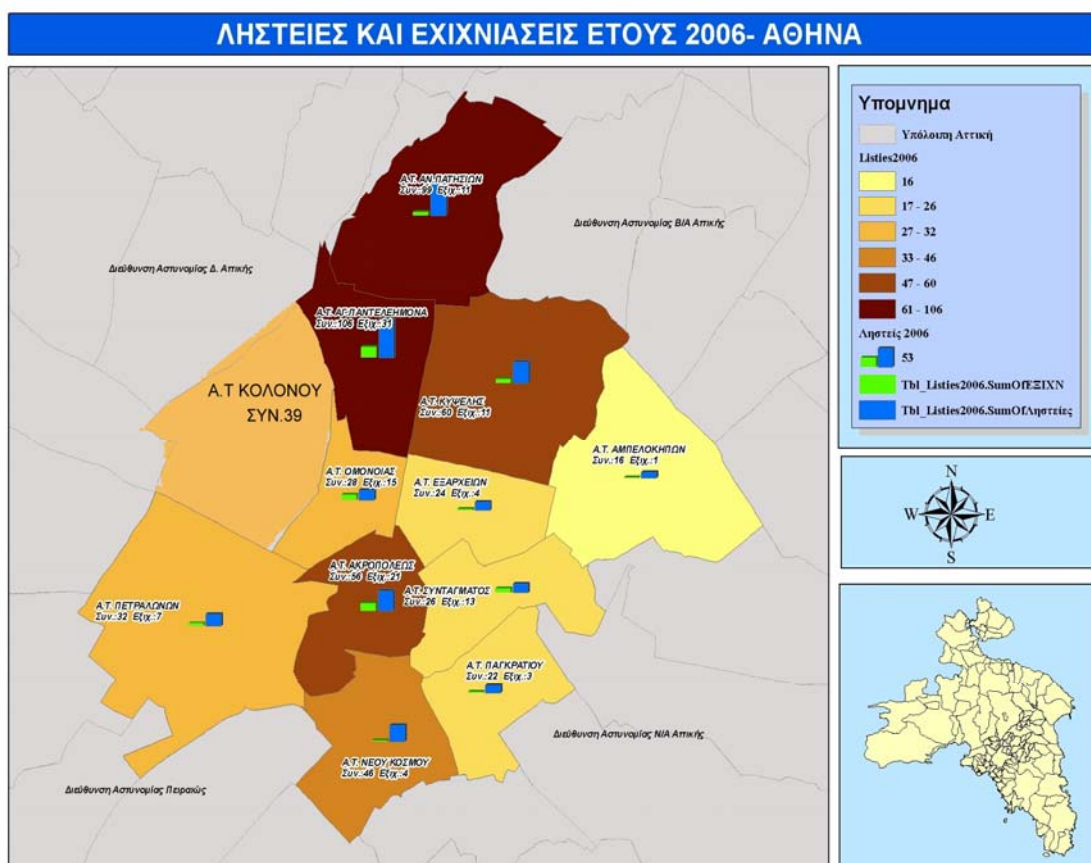 ΛΗΣΤΕΙΕΣ ΚΑΙ ΕΧΙΧΝΙΑΣΕΙΣ ΕΤΟΥΣ 2006- ΑΘΗΝΑ
Α.Τ. ΑΝ.ΠΑΤΗΣΙΩΝ
Συν.:99 Εξιχ.:11
Διεύθυνση Αστυνομίας Β/Α Αττικής
Διεύθυνση Αστυνομίας Δ. Αττικής
Α.Τ. ΑΓ.ΠΑΝΤΕΛΕΗΜΟΝΑ
Συν.:106 Εξιχ.:31
Α.Τ ΚΟΛΟΝΟΥ
ΣΥΝ.39
Α.Τ. ΚΥΨΕΛΗΣ
Συν.:60 Εξιχ.:11
Α.Τ. ΑΜΠΕΛΟΚΗΠΩΝ
Συν.:16 Εξιχ.:1
Α.Τ. ΟΜΟΝΟΙΑΣ
Συν.:28 Εξιχ.:15
Α.Τ. ΕΞΑΡΧΕΙΩΝ
Συν.:24 Εξιχ.:4
Α.Τ. ΑΚΡΟΠΟΛΕΩΣ
Συν.:56 Εξιχ.:21
Α.Τ. ΣΥΝΤΑΓΜΑΤΟΣ
Συν.:26 Εξιχ.:13
Α.Τ. ΠΕΤΡΑΛΩΝΩΝ
Συν.:32 Εξιχ.:7
Α.Τ. ΠΑΓΚΡΑΤΙΟΥ
Συν.:22 Εξιχ.:3
Διεύθυνση Αστυνομίας Ν/Α Αττικής
Α.Τ. ΝΕΟΥ ΚΟΣΜΟΥ
Συν.:46 Εξιχ.:4
Διεύθυνση Αστυνομίας Πειραιώς
Υπομνημα
Υπόλοιπη Αττική
Listies2006
16
17 - 26
27 - 32
33 - 46
47 - 60
61 - 106
Ληστείς 2006
53
Tbl_Listies2006.SumOfΕΞΙΧΝ
Tbl_Listies2006.SumOfΛηστείες
N
W E
S